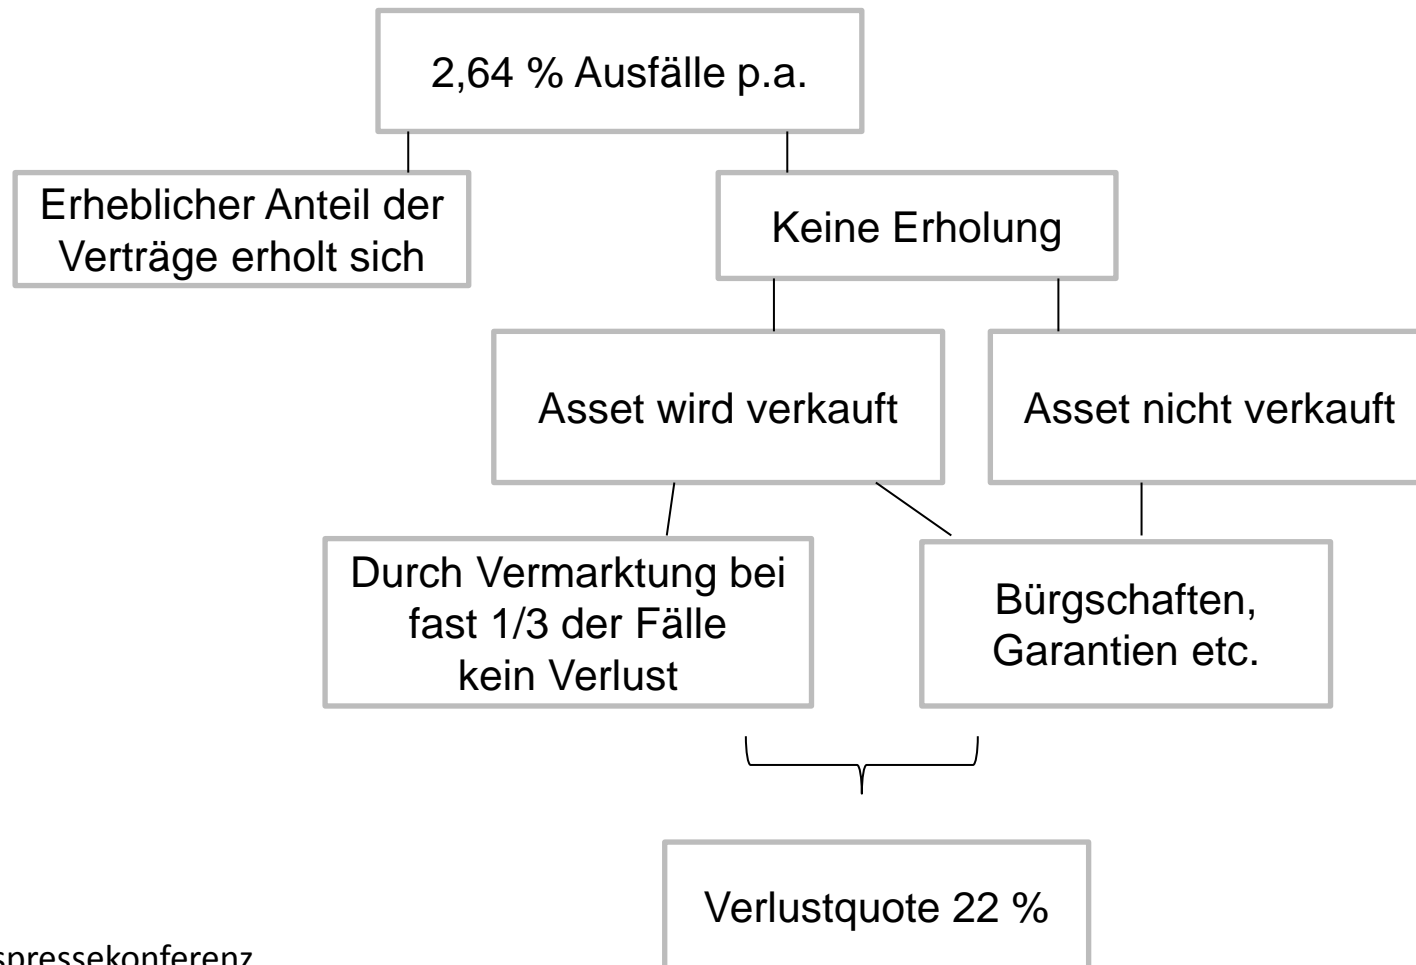 2,64 % Ausfälle p.a.
Erheblicher Anteil der
Verträge erholt sich
Keine Erholung
Asset wird verkauft
Asset nicht verkauft
Durch Vermarktung bei
fast 1/3 der Fälle
kein Verlust
Bürgschaften,
Garantien etc.
Verlustquote 22 %
spressekonferenz